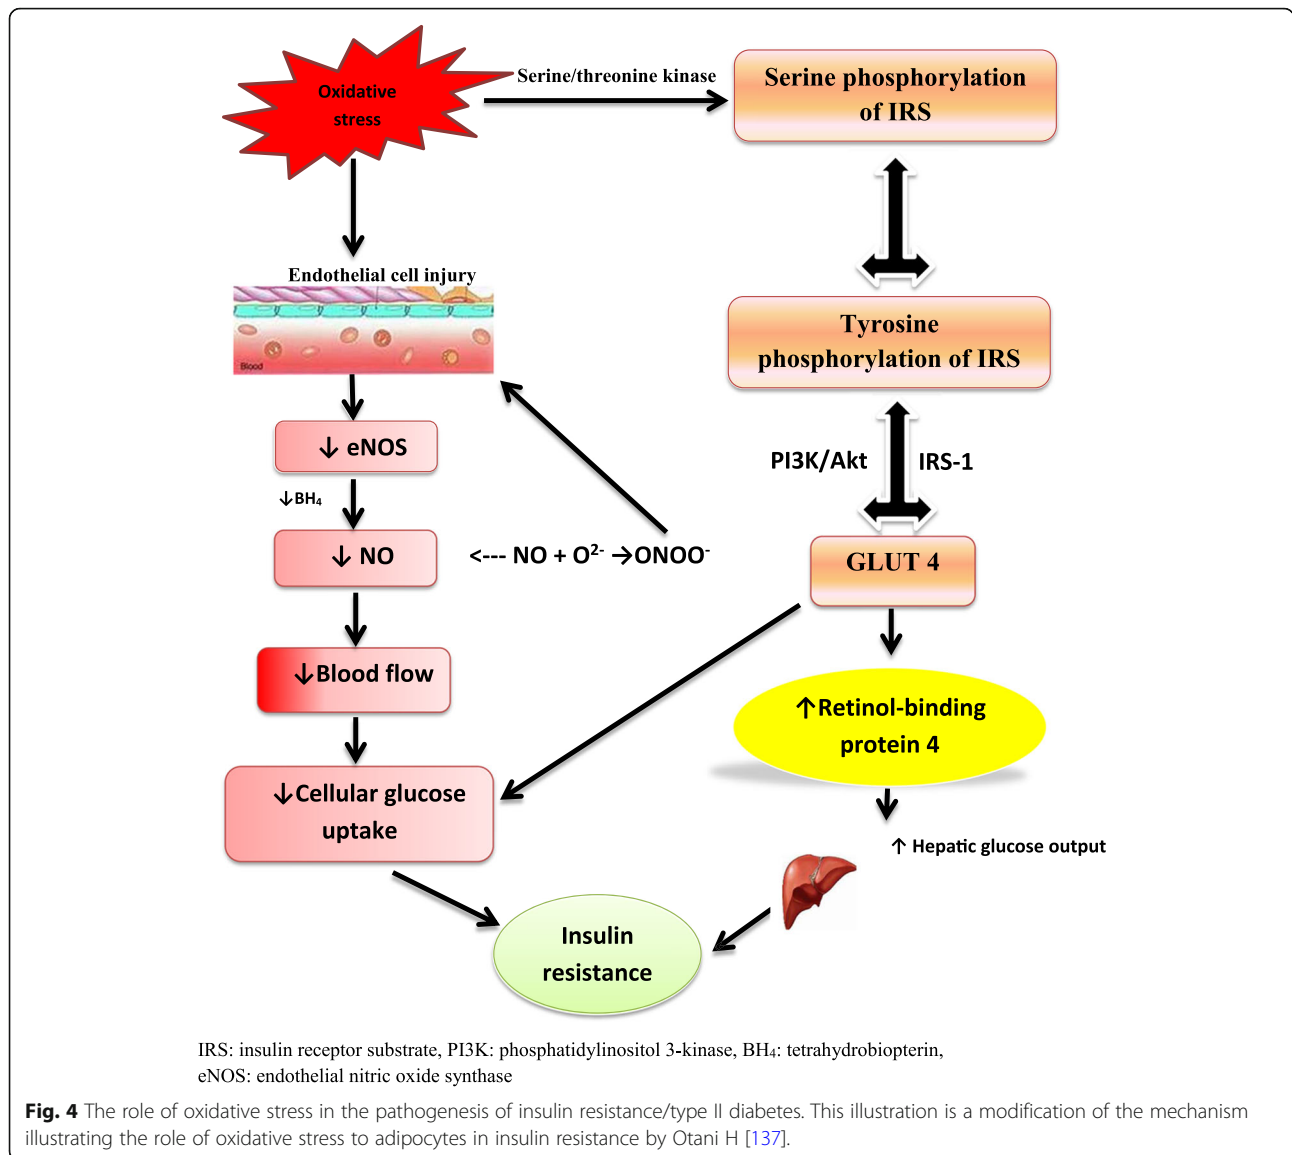 Oxidative
stress
Serine/threonine kinase
Serine phosphorylation
of IRS
Endothelial cell injury
Blood
Tyrosine
phosphorylation of IRS
↓ eNOS
PI3K/Akt
IRS-1
↓BH₄
↓ NO
<--- NO + O²⁻ →ONOO⁻
GLUT 4
↓Blood flow
↑Retinol-binding
protein 4
↓Cellular glucose
uptake
↑ Hepatic glucose output
Insulin
resistance
IRS: insulin receptor substrate, PI3K: phosphatidylinositol 3-kinase, BH₄: tetrahydrobiopterin,
eNOS: endothelial nitric oxide synthase
Fig. 4 The role of oxidative stress in the pathogenesis of insulin resistance/type II diabetes. This illustration is a modification of the mechanism
illustrating the role of oxidative stress to adipocytes in insulin resistance by Otani H [137].